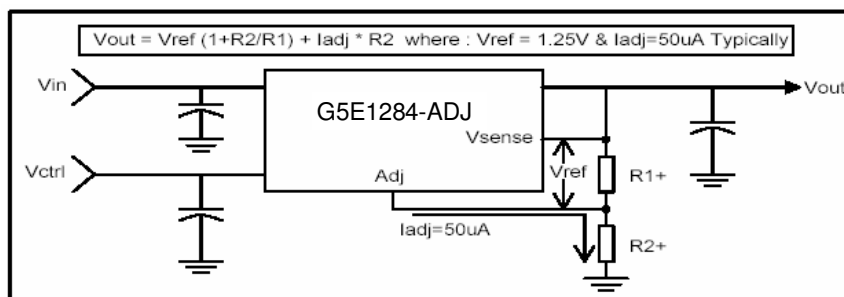 Vout = Vref (1+R2/R1) + Iadj * R2 where : Vref = 1.25V & Iadj=50uA Typically
Vin
G5E1284-ADJ
Vout
Vsense
Vctrl
Adj
Vref
R1+
Iadj=50uA
R2+